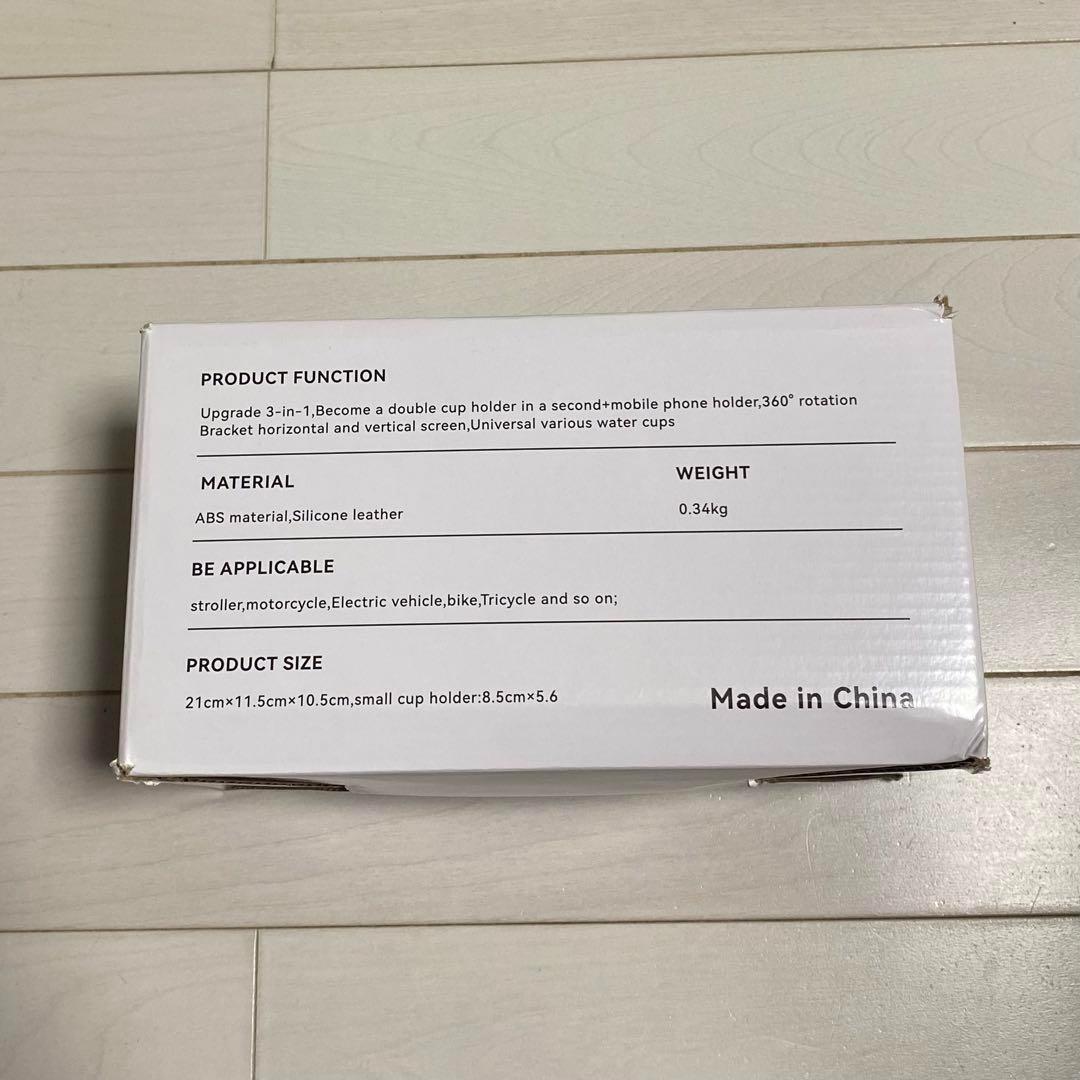 PRODUCT FUNCTION
Upgrade 3-in-1,Become a double cup holder in a second+mobile phone holder,360° rotation
Bracket horizontal and vertical screen,Universal various water cups
MATERIAL
WEIGHT
ABS material,Silicone leather
0.34kg
BE APPLICABLE
stroller,motorcycle,Electric vehicle,bike,Tricycle and so on;
PRODUCT SIZE
21cm×11.5cm×10.5cm,small cup holder:8.5cm×5.6
Made in China